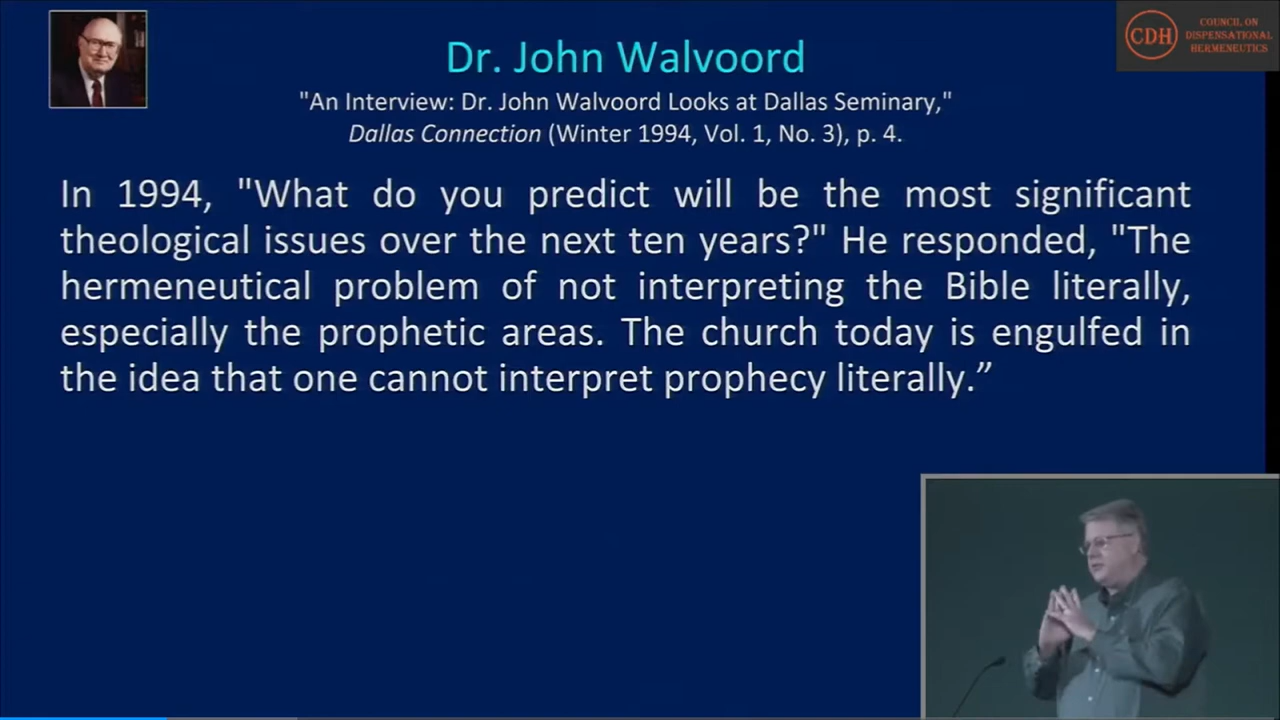 CDH
COUNCIL ON
DISPENSATIONAL
HERMENEUTICS
Dr. John Walvoord
"An Interview: Dr. John Walvoord Looks at Dallas Seminary,"
Dallas Connection (Winter 1994, Vol. 1, No. 3), p. 4.
In 1994, "What do you predict will be the most significant
theological issues over the next ten years?" He responded, "The
hermeneutical problem of not interpreting the Bible literally,
especially the prophetic areas. The church today is engulfed in
the idea that one cannot interpret prophecy literally.”